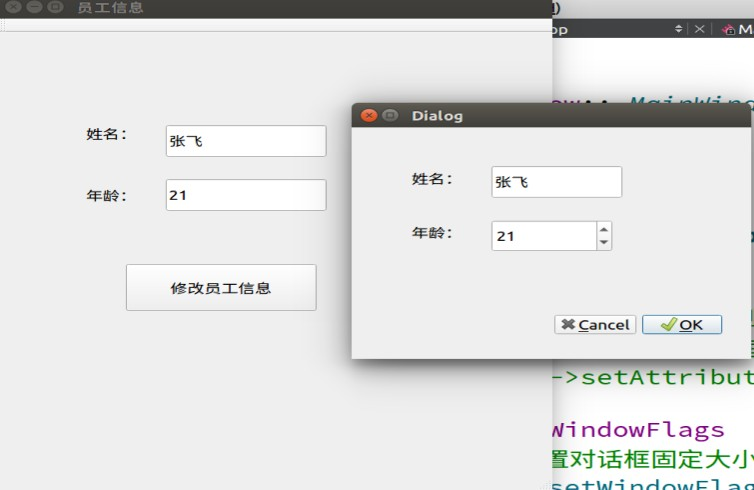 员工信息
姓名：
张飞
年龄：
21
修改员工信息
Dialog
姓名：
张飞
年龄：
21
Cancel
OK
->setAttribut
WindowFlags
置对话框固定大小
setWindowFlag